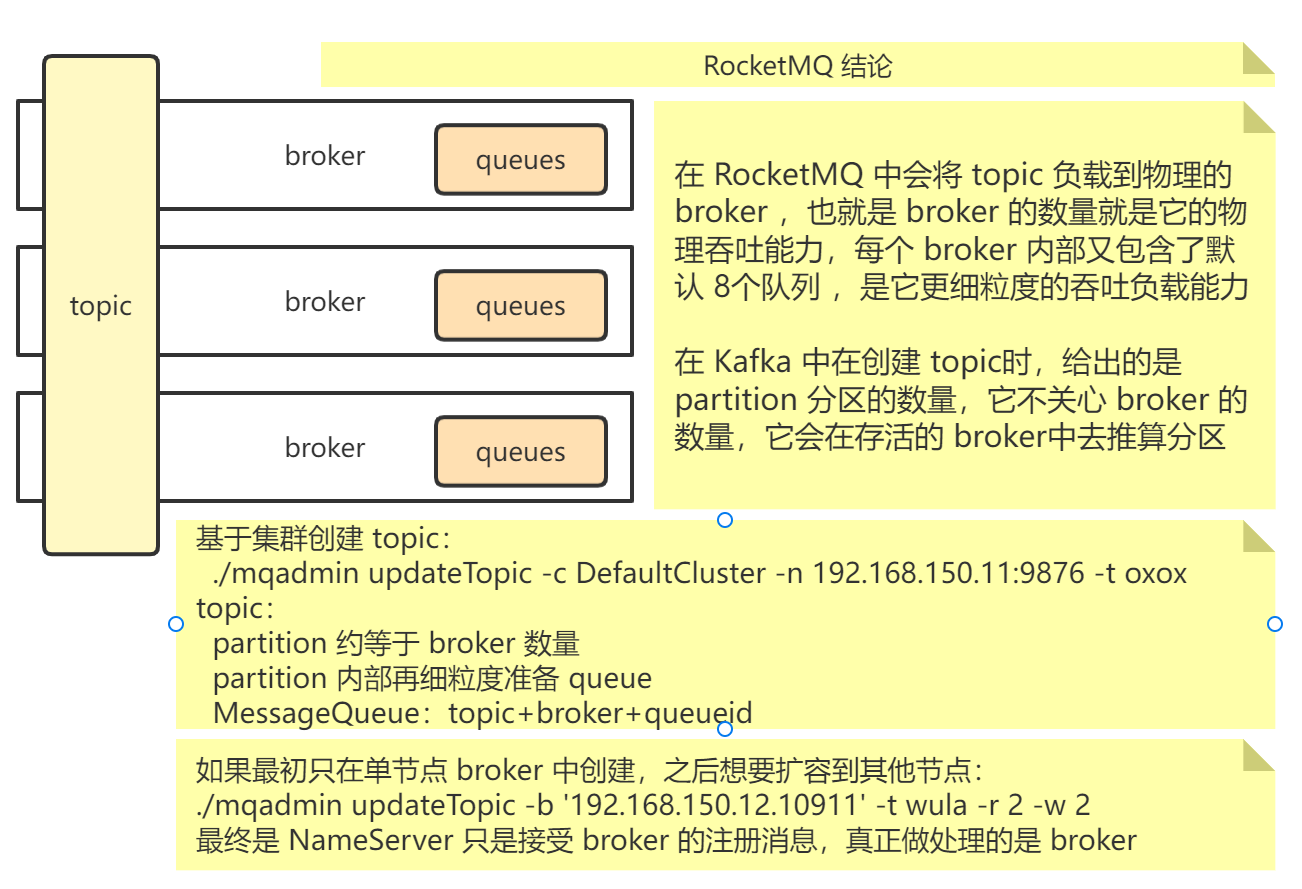 RocketMQ 结论
topic
broker
queues
broker
queues
broker
queues
在 RocketMQ 中会将 topic 负载到物理的
broker ，也就是 broker 的数量就是它的物
理吞吐能力，每个 broker 内部又包含了默
认 8个队列 ，是它更细粒度的吞吐负载能力
在 Kafka 中在创建 topic时，给出的是
partition 分区的数量，它不关心 broker 的
数量，它会在存活的 broker中去推算分区
基于集群创建 topic：
./mqadmin updateTopic -c DefaultCluster -n 192.168.150.11:9876 -t oxox
topic：
partition 约等于 broker 数量
partition 内部再细粒度准备 queue
MessageQueue：topic+broker+queueid
如果最初只在单节点 broker 中创建，之后想要扩容到其他节点：
./mqadmin updateTopic -b '192.168.150.12.10911' -t wula -r 2 -w 2
最终是 NameServer 只是接受 broker 的注册消息，真正做处理的是 broker